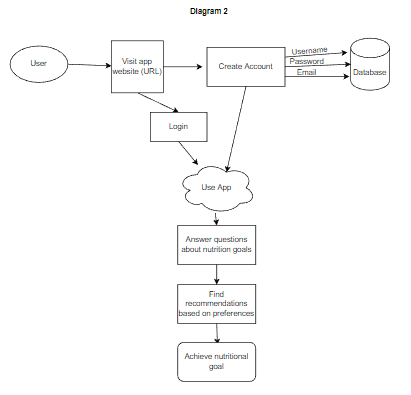 Diagram 2
User
Visit app
website (URL)
Create Account
Username
Password
Email
Database
Login
Use App
Answer questions
about nutrition goals
Find
recommendations
based on preferences
Achieve nutritional
goal